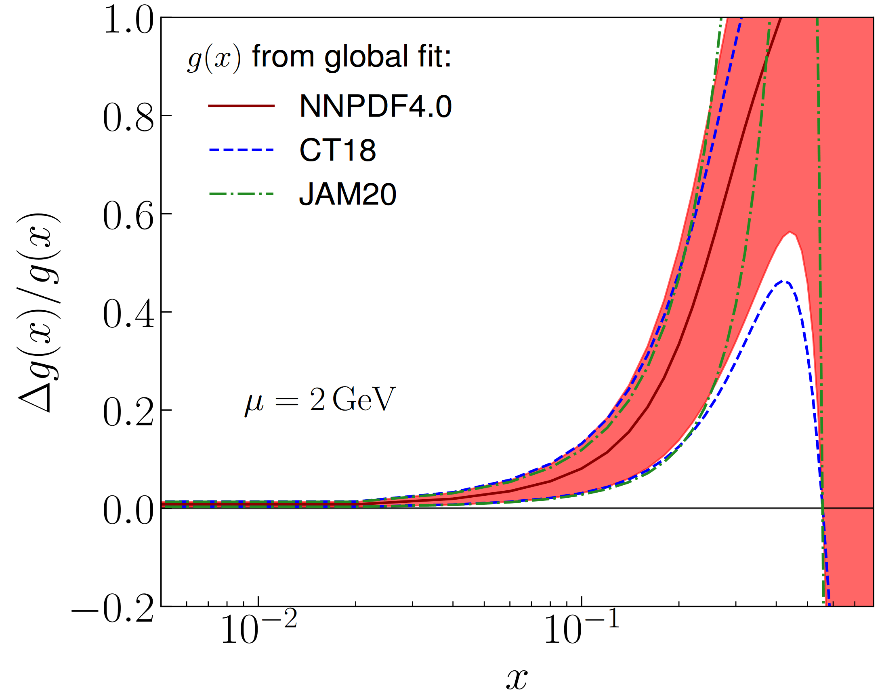 g(x) from global fit:
NNPDF4.0
CT18
JAM20
μ = 2 GeV
Δg(x)/g(x)
1.0
0.8
0.6
0.4
0.2
0.0
−0.2
10⁻²
10⁻¹
x